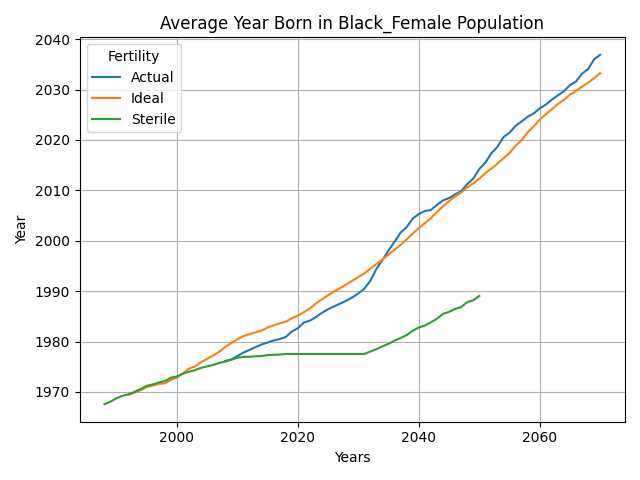 Average Year Born in Black_Female Population
Fertility
Actual
Ideal
Sterile
Year
2040
2030
2020
2010
2000
1990
1980
1970
2000
2020
2040
2060
Years